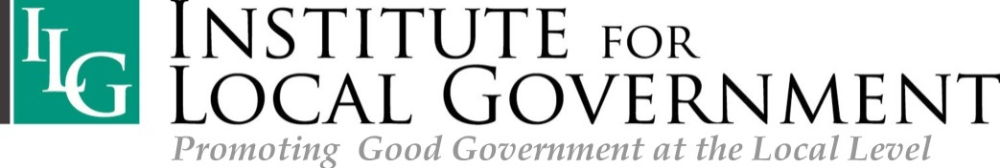 ILG
INSTITUTE FOR
LOCAL GOVERNMENT
Promoting Good Government at the Local Level